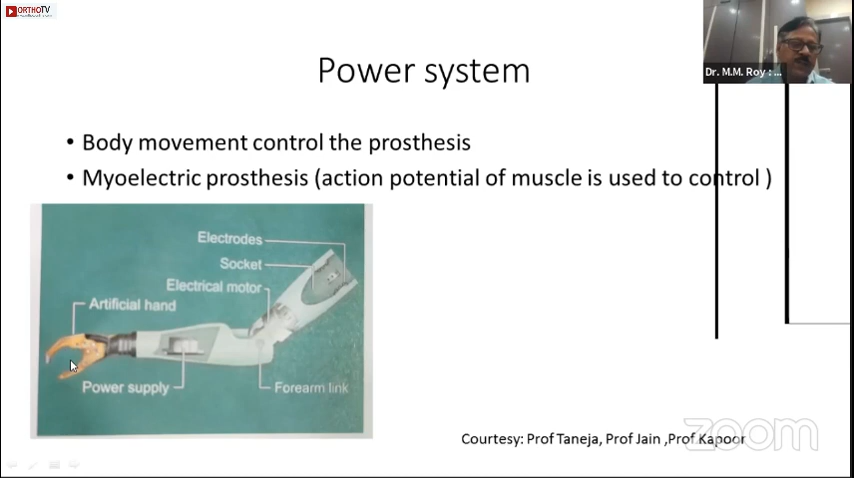 ORTHOTV
Dr. M.M. Roy : ...
Power system
• Body movement control the prosthesis
• Myoelectric prosthesis (action potential of muscle is used to control )
Electrodes
Socket
Electrical motor
Artificial hand
Power supply
Forearm link
Courtesy: Prof Taneja, Prof Jain ,Prof.Kapoor
zoom